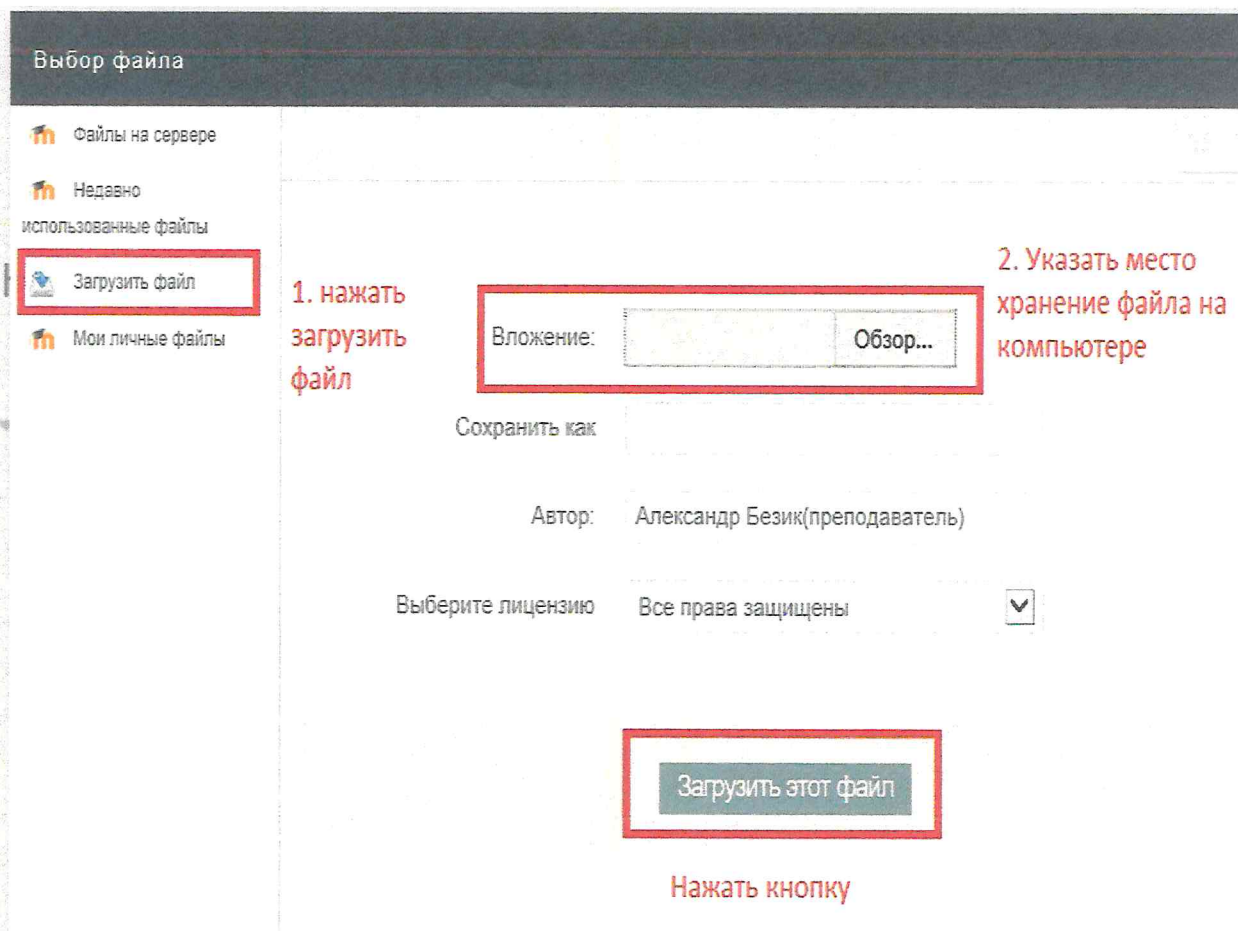 Выбор файла
Файлы на сервере
Недавно
использованные файлы
Загрузить файл
Мои личные файлы
1. нажать
загрузить
файл
Вложение:
Обзор...
2. Указать место
хранение файла на
компьютере
Сохранить как
Автор:
Александр Безик(преподаватель)
Выберите лицензию
Все права защищены
Загрузить этот файл
Нажать кнопку